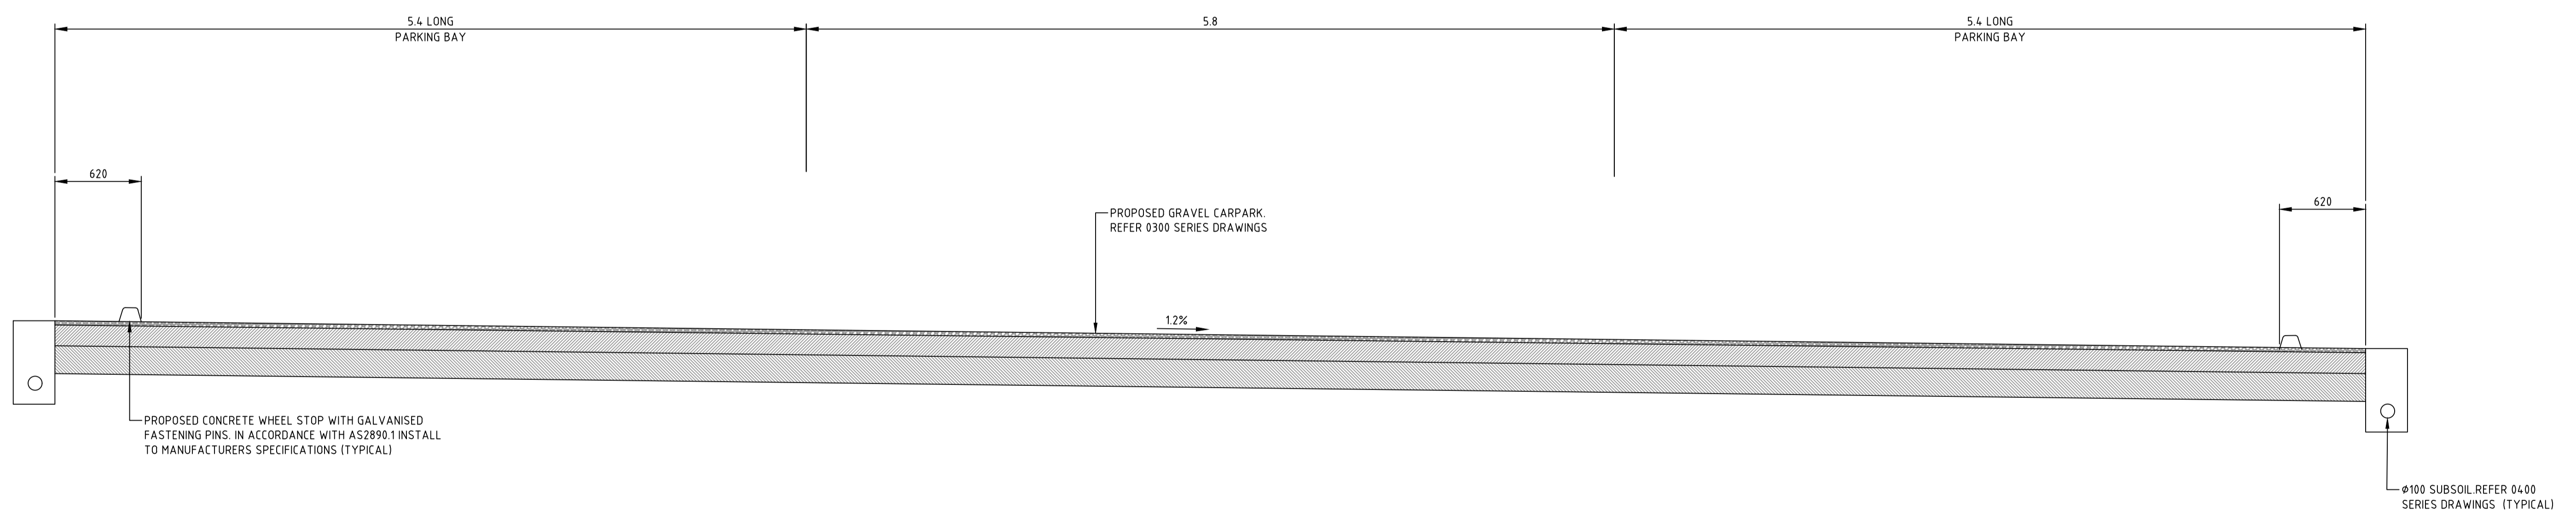 5.4 LONG
PARKING BAY
5.8
5.4 LONG
PARKING BAY
620
620
PROPOSED GRAVEL CARPARK.
REFER 0300 SERIES DRAWINGS
1.2%
PROPOSED CONCRETE WHEEL STOP WITH GALVANISED
FASTENING PINS. IN ACCORDANCE WITH AS2890.1 INSTALL
TO MANUFACTURERS SPECIFICATIONS (TYPICAL)
Ø100 SUBSOIL.REFER 0400
SERIES DRAWINGS (TYPICAL)